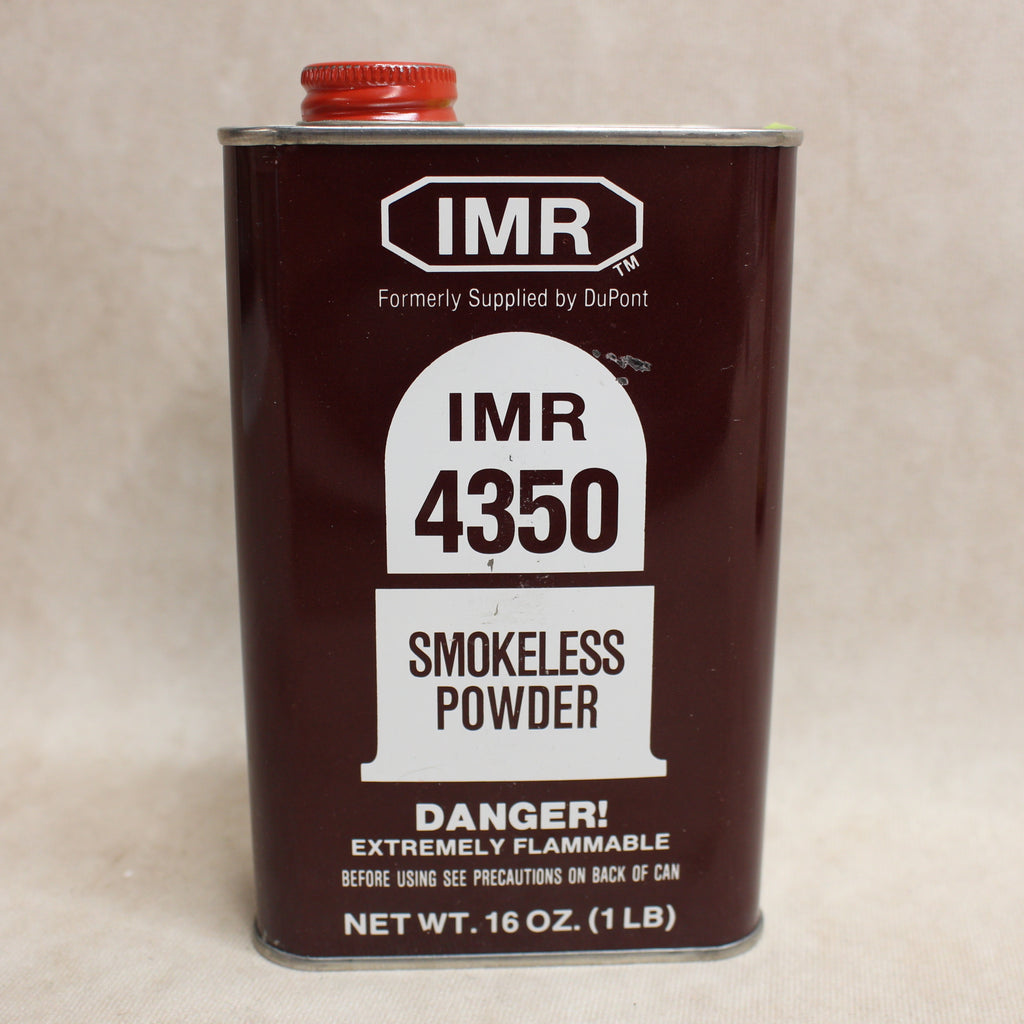 IMR
TM
Formerly Supplied by DuPont
IMR
4350
SMOKELESS
POWDER
DANGER!
EXTREMELY FLAMMABLE
BEFORE USING SEE PRECAUTIONS ON BACK OF CAN
NET WT. 16 OZ. (1 LB)